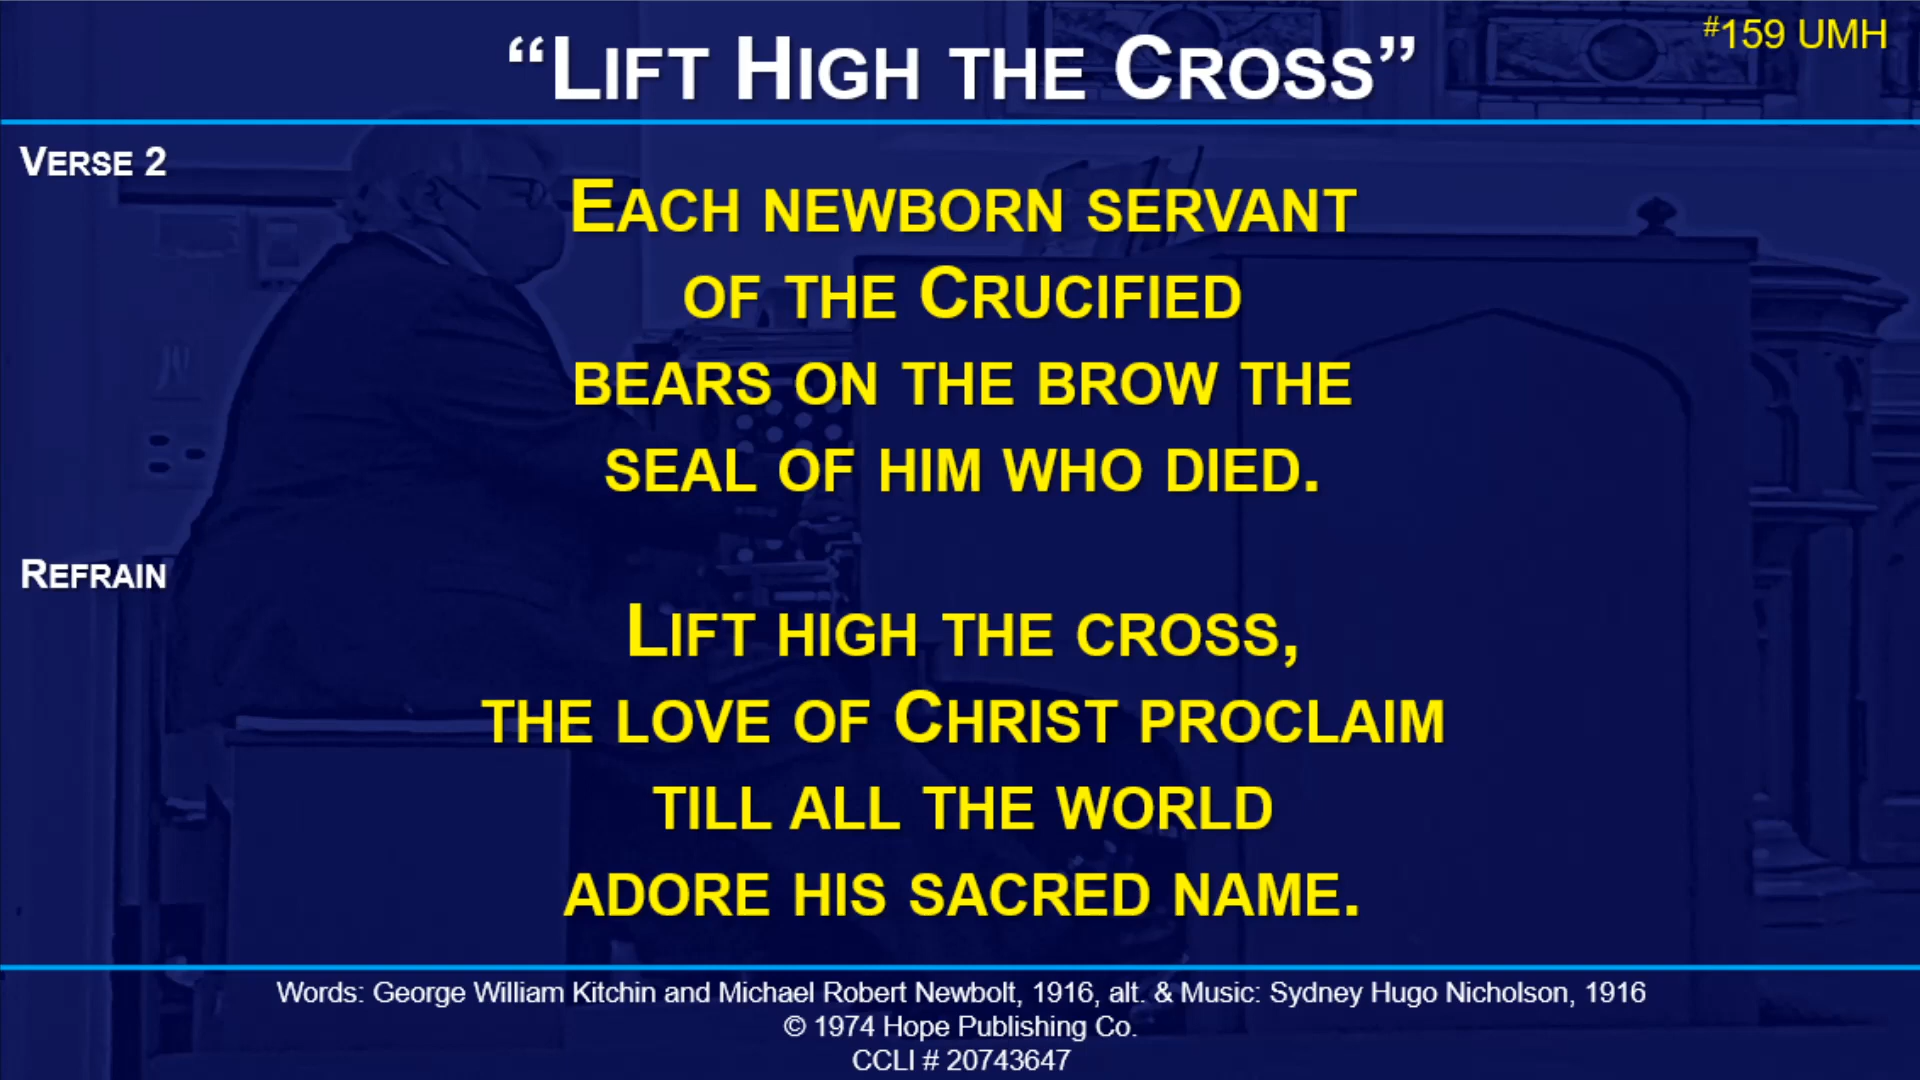 “Lift High the Cross”
#159 UMH
Verse 2
Each newborn servant
of the Crucified
bears on the brow the
seal of him who died.
Refrain
Lift high the cross,
the love of Christ proclaim
till all the world
adore his sacred name.
Words: George William Kitchin and Michael Robert Newbolt, 1916, alt. & Music: Sydney Hugo Nicholson, 1916
© 1974 Hope Publishing Co.
CCLI # 20743647